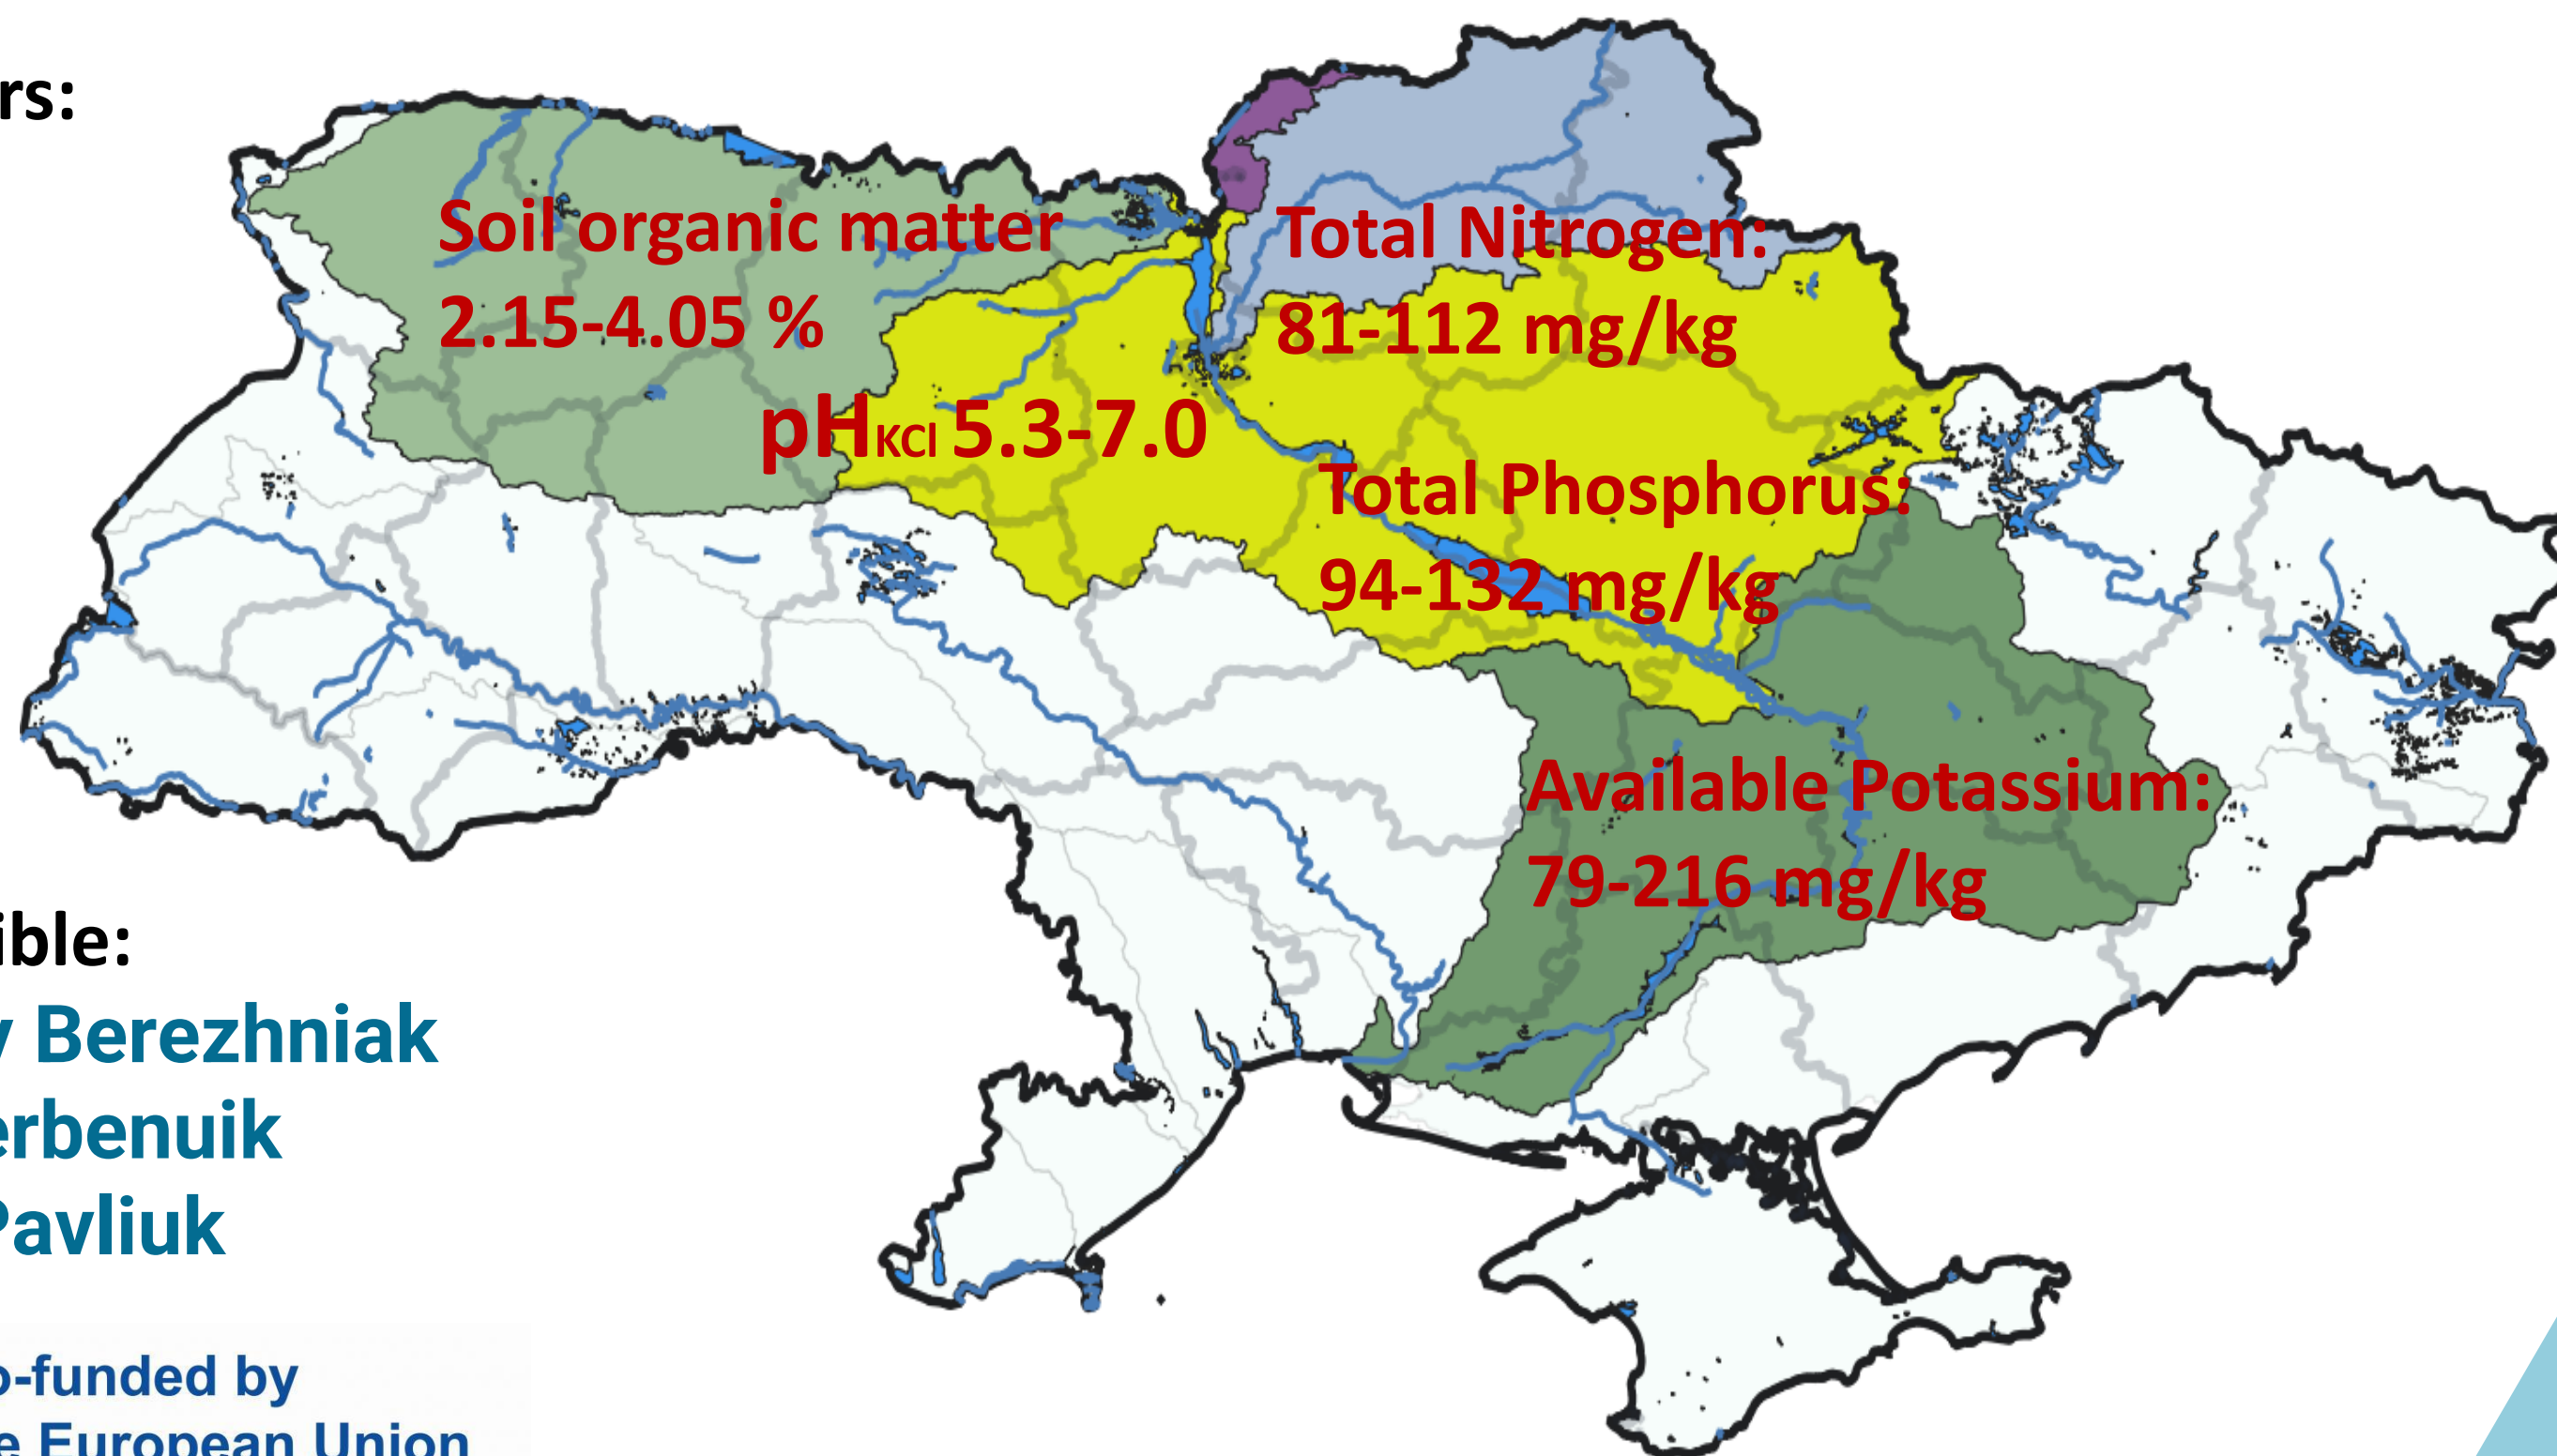 rs:
Soil organic matter
2.15-4.05 %
Total Nitrogen:
81-112 mg/kg
pHKCl 5.3-7.0
Total Phosphorus:
94-132 mg/kg
Available Potassium:
79-216 mg/kg
ible:
y Berezhniak
erbenuik
Pavliuk
o-funded by
e European Union